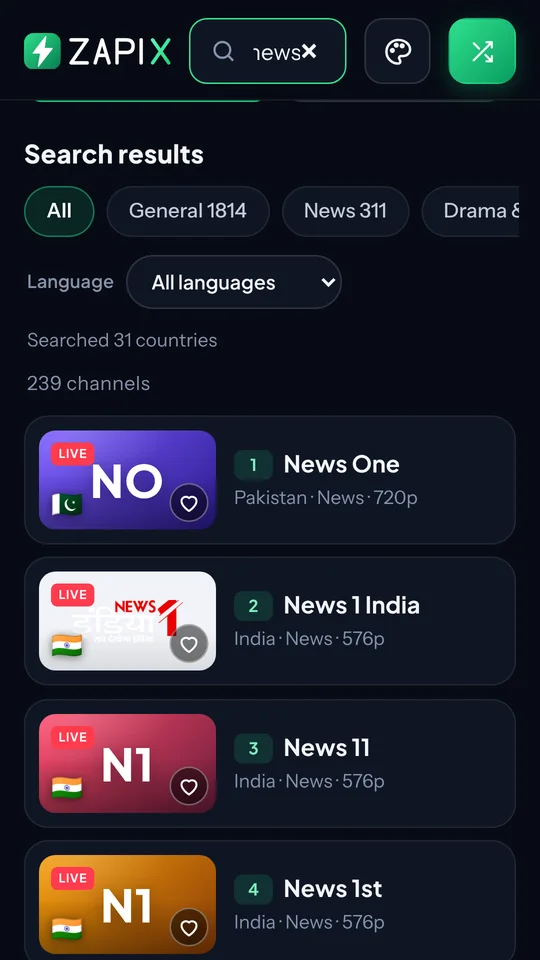 ZAPIX
news
Search results
All
General 1814
News 311
Drama &
Language
All languages
Searched 31 countries
239 channels
LIVE
NO
1
News One
Pakistan · News · 720p
LIVE
NEWS
1
इंडिया
2
News 1 India
India · News · 576p
LIVE
N1
3
News 11
India · News · 576p
LIVE
N1
4
News 1st
India · News · 576p